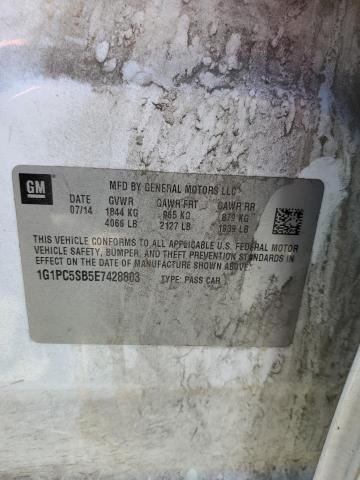 GM
MFD BY GENERAL MOTORS LLC
DATE GVWR GAWR FRT GAWR RR
07/14 1844 KG 965 KG 879 KG
4066 LB 2127 LB 1939 LB
THIS VEHICLE CONFORMS TO ALL APPLICABLE U.S. FEDERAL MOTOR
VEHICLE SAFETY, BUMPER, AND THEFT PREVENTION STANDARDS
IN EFFECT ON THE DATE OF MANUFACTURE SHOWN ABOVE.
1G1PC5SB5E7428803 TYPE: PASS CAR